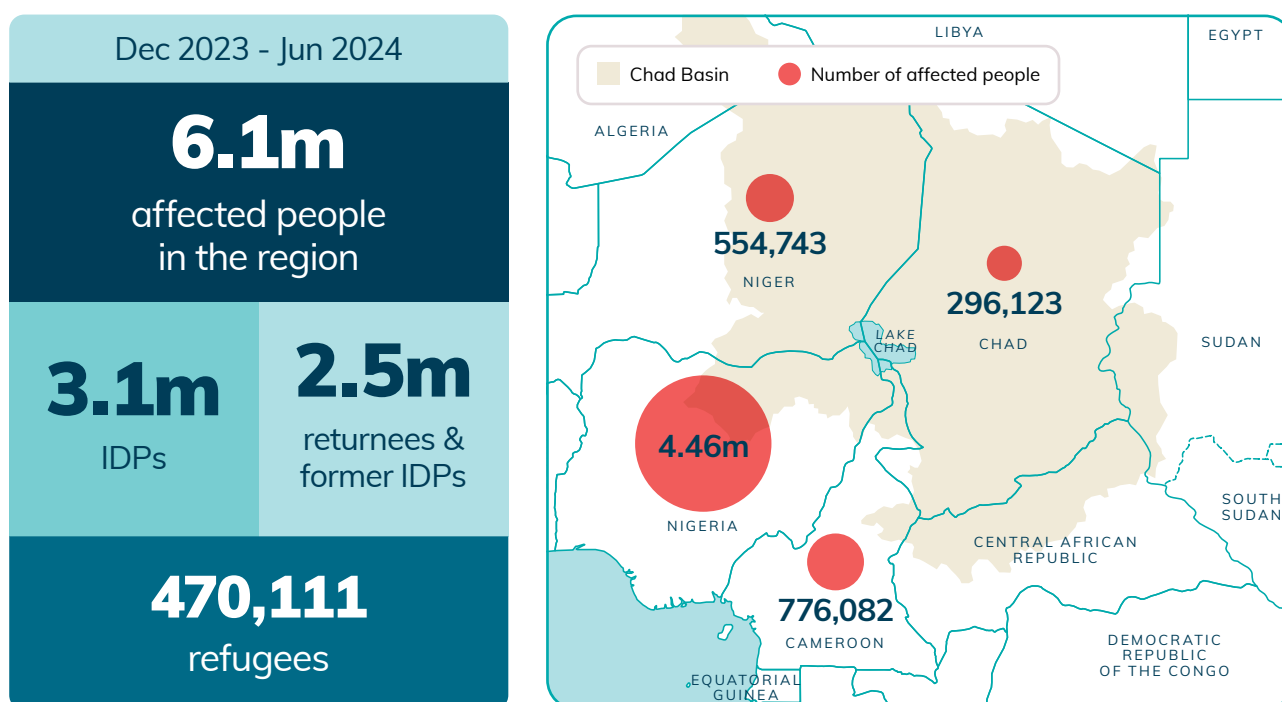 Dec 2023 - Jun 2024
6.1m
affected people
in the region
3.1m
IDPs
2.5m
returnees &
former IDPs
470,111
refugees
LIBYA
EGYPT
Chad Basin
Number of affected people
ALGERIA
554,743
NIGER
296,123
CHAD
LAKE
CHAD
SUDAN
4.46m
NIGERIA
SOUTH
SUDAN
CENTRAL AFRICAN
REPUBLIC
776,082
CAMEROON
DEMOCRATIC
REPUBLIC
OF THE CONGO
EQUATORIAL
GUINEA